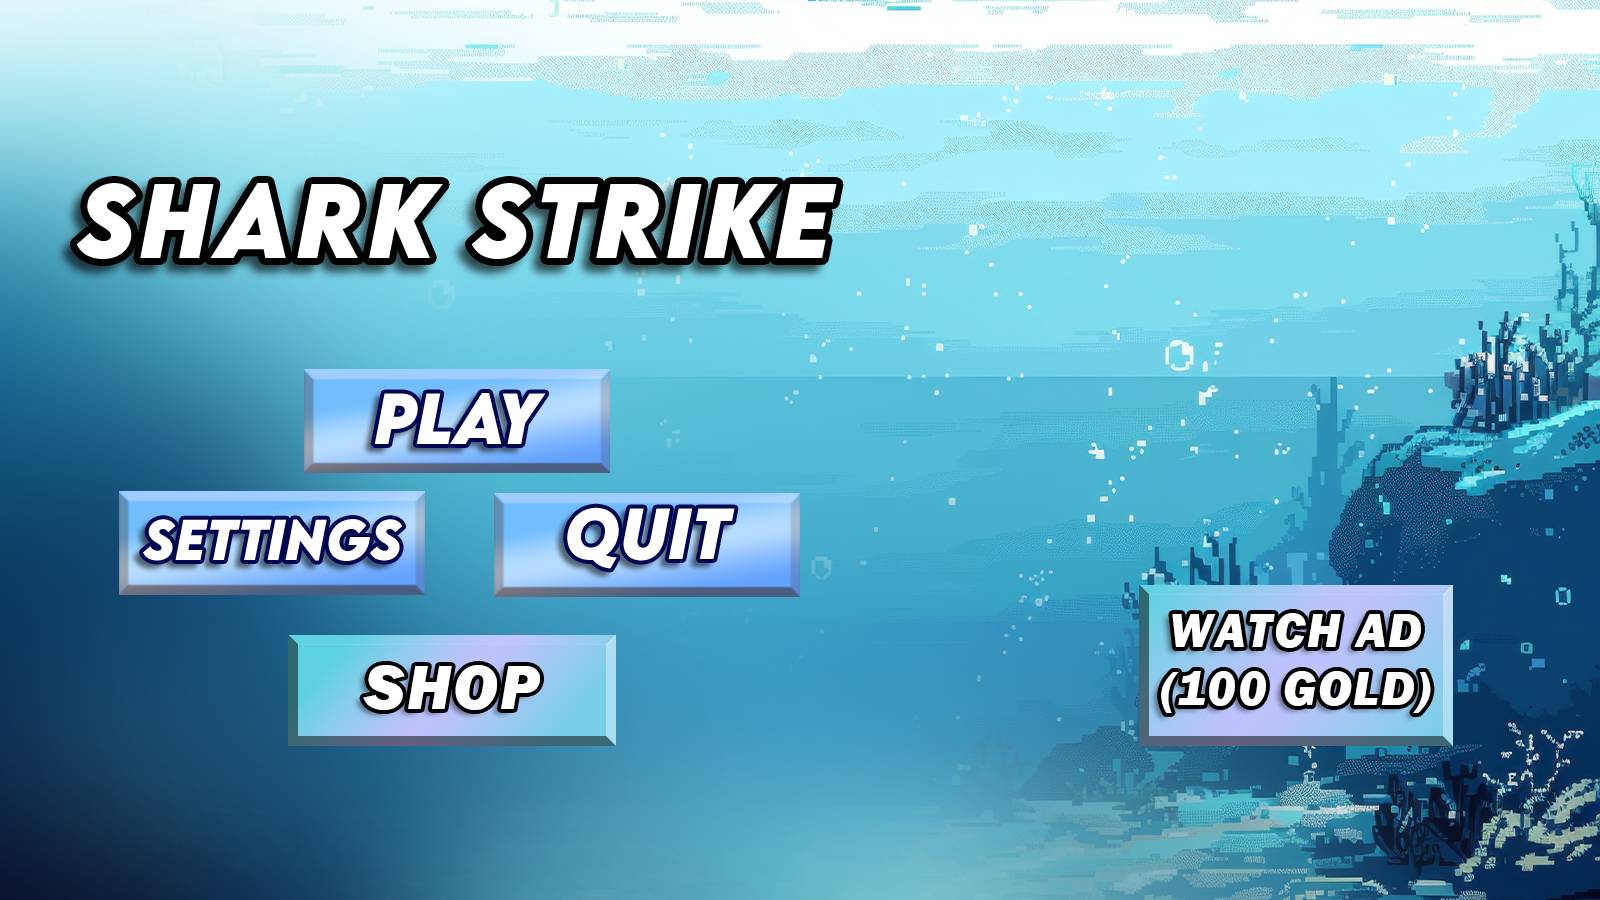 SHARK STRIKE
PLAY
SETTINGS
QUIT
SHOP
WATCH AD
(100 GOLD)